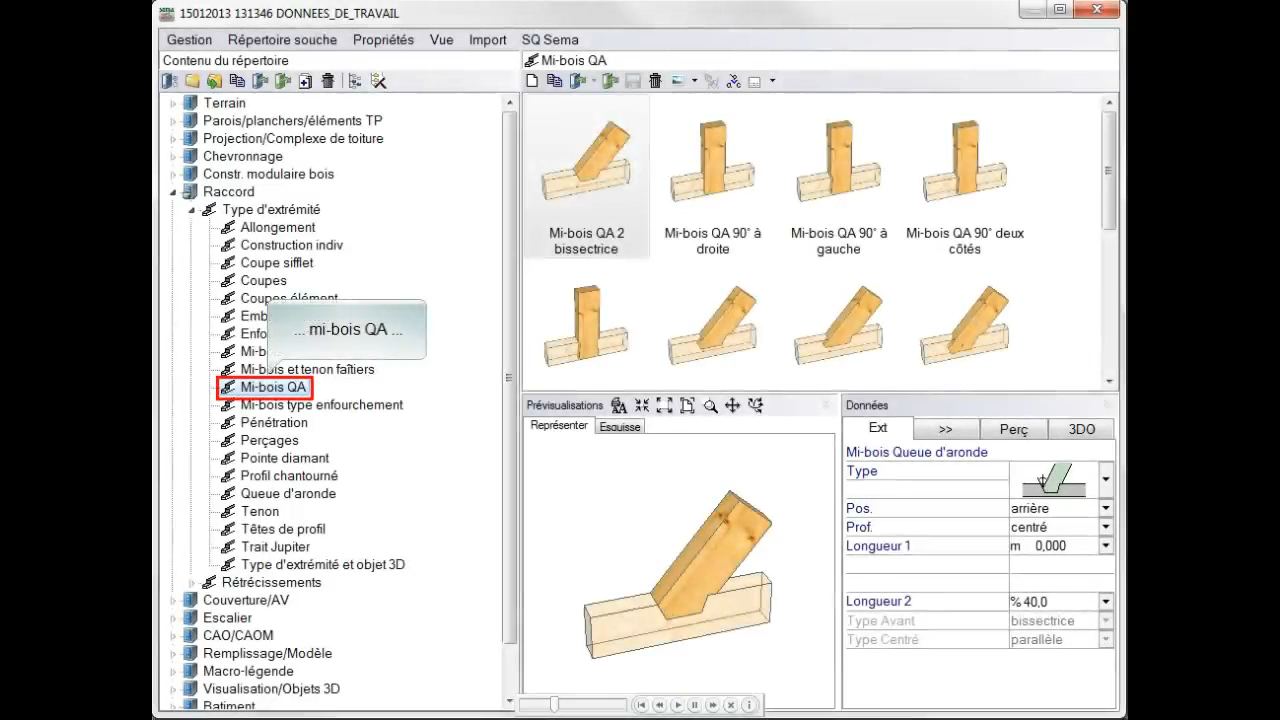 15012013 131346 DONNEES_DE_TRAVAIL
Gestion Répertoire souche Propriétés Vue Import SQ Sema
Contenu du répertoire
Terrain
Parois/planchers/éléments TP
Projection/Complexe de toiture
Chevronnage
Constr. modulaire bois
Raccord
Type d'extrémité
Allongement
Construction indiv
Coupe sifflet
Coupes
Coupes élément
Emb
Enfo
Mi-bo
Mi-bois et tenon faîtiers
Mi-bois QA
Mi-bois type enfourchement
Pénétration
Perçages
Pointe diamant
Profil chantourné
Queue d'aronde
Tenon
Têtes de profil
Trait Jupiter
Type d'extrémité et objet 3D
Rétrécissements
Couverture/AV
Escalier
CAO/CAOM
Remplissage/Modèle
Macro-légende
Visualisation/Objets 3D
Batiment
... mi-bois QA ...
Mi-bois QA
Mi-bois QA 2 bissectrice
Mi-bois QA 90° à droite
Mi-bois QA 90° à gauche
Mi-bois QA 90° deux côtés
Prévisualisations
Représenter Esquisse
Données
Ext >> Perç 3DO
Mi-bois Queue d'aronde
Type
Pos. arrière
Prof. centré
Longueur 1 m 0,000
Longueur 2 % 40,0
Type Avant bissectrice
Type Centré parallèle